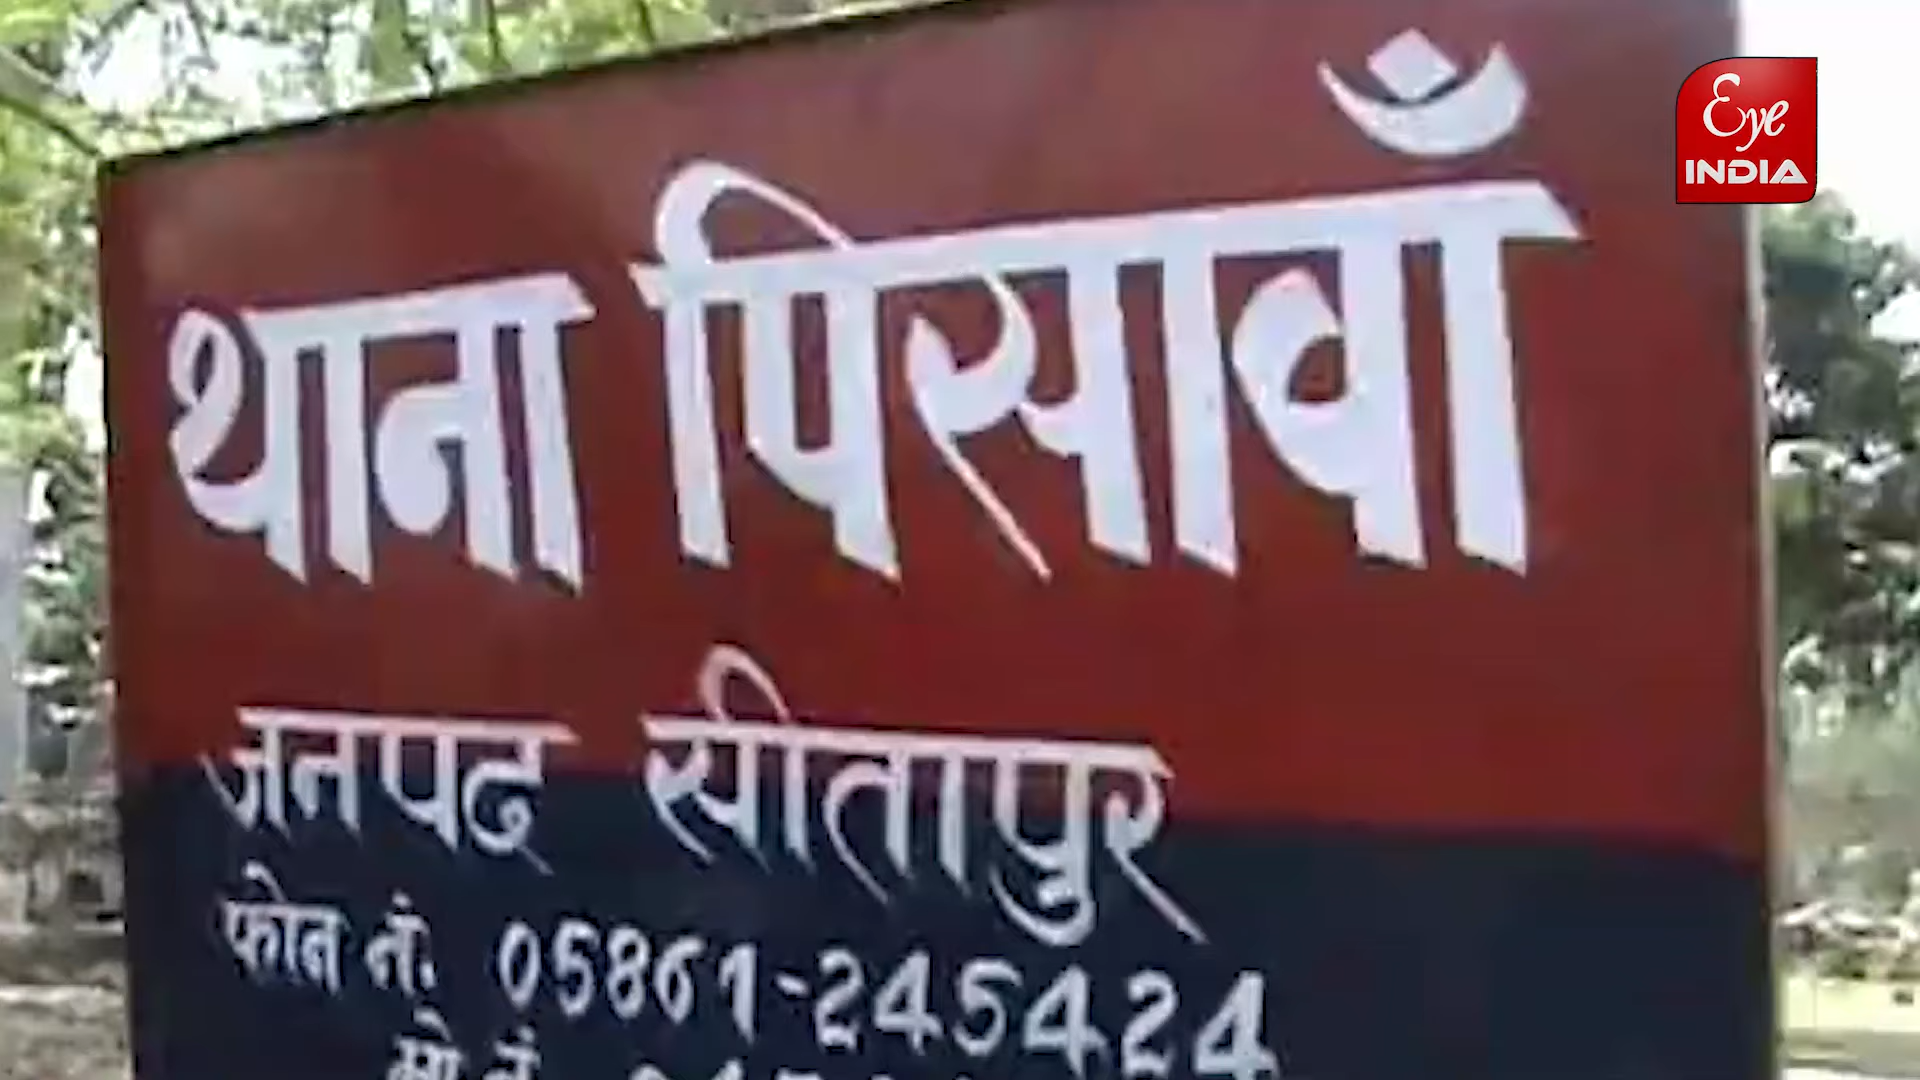 Eye
INDIA
थाना पिसावाँ
जनपद सीतापुर
फोन नं. 05861-245424
मो. नं.